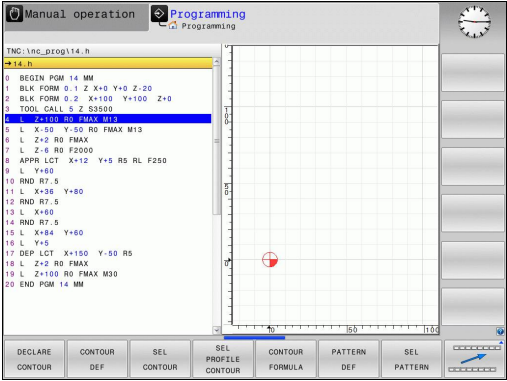 Manual operation
Programming
Programming
TNC:\nc_prog\14.h
→14.h
0 BEGIN PGM 14 MM
1 BLK FORM 0.1 Z X+0 Y+0 Z-20
2 BLK FORM 0.2 X+100 Y+100 Z+0
3 TOOL CALL 5 Z S3500
4 L Z+100 R0 FMAX M13
5 L X-50 Y-50 R0 FMAX M13
6 L Z+2 R0 FMAX
7 L Z-6 R0 F2000
8 APPR LCT X+12 Y+5 R5 RL F250
9 L Y+60
10 RND R7.5
11 L X+36 Y+80
12 RND R7.5
13 L X+60
14 RND R7.5
15 L X+84 Y+60
16 L Y+5
17 DEP LCT X+150 Y-50 R5
18 L Z+2 R0 FMAX
19 L Z+100 R0 FMAX M30
20 END PGM 14 MM
100
50
0
0
50
100
DECLARE
CONTOUR
CONTOUR
DEF
SEL
CONTOUR
SEL
PROFILE
CONTOUR
CONTOUR
FORMULA
PATTERN
DEF
SEL
PATTERN